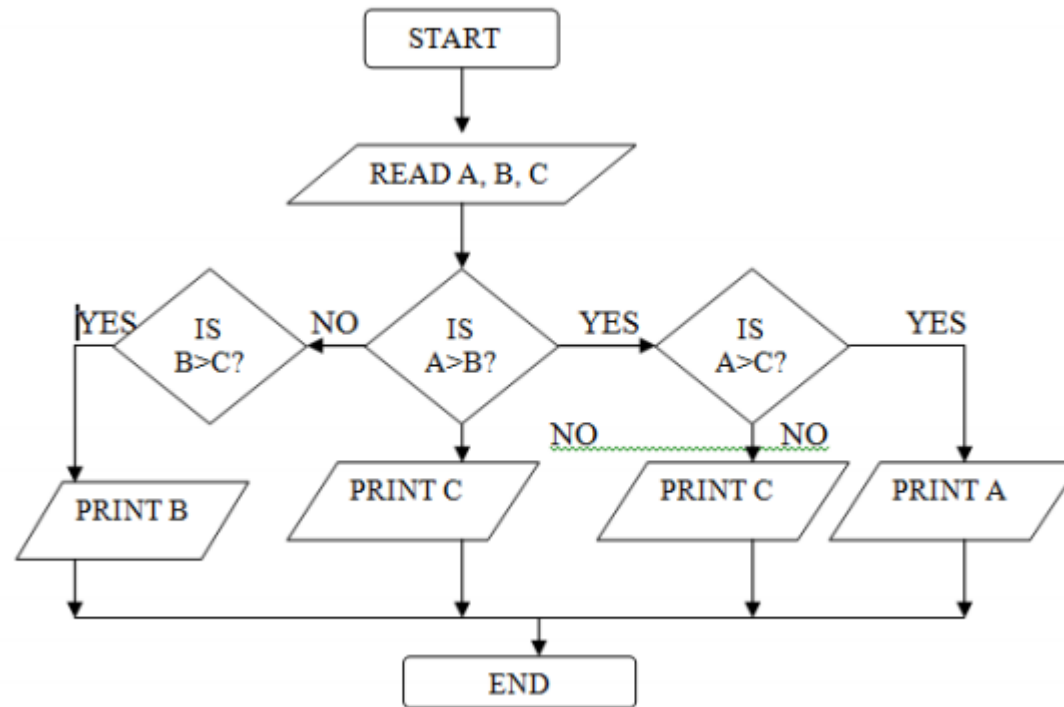 START
READ A, B, C
YES
IS
B>C?
NO
IS
A>B?
YES
IS
A>C?
YES
NO NO
PRINT B
PRINT C
PRINT C
PRINT A
END